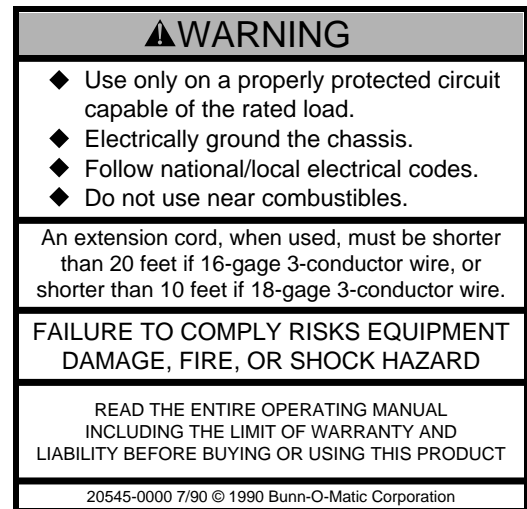 ⚠WARNING
◆ Use only on a properly protected circuit
capable of the rated load.
◆ Electrically ground the chassis.
◆ Follow national/local electrical codes.
◆ Do not use near combustibles.
An extension cord, when used, must be shorter
than 20 feet if 16-gage 3-conductor wire, or
shorter than 10 feet if 18-gage 3-conductor wire.
FAILURE TO COMPLY RISKS EQUIPMENT
DAMAGE, FIRE, OR SHOCK HAZARD
READ THE ENTIRE OPERATING MANUAL
INCLUDING THE LIMIT OF WARRANTY AND
LIABILITY BEFORE BUYING OR USING THIS PRODUCT
20545-0000 7/90 © 1990 Bunn-O-Matic Corporation